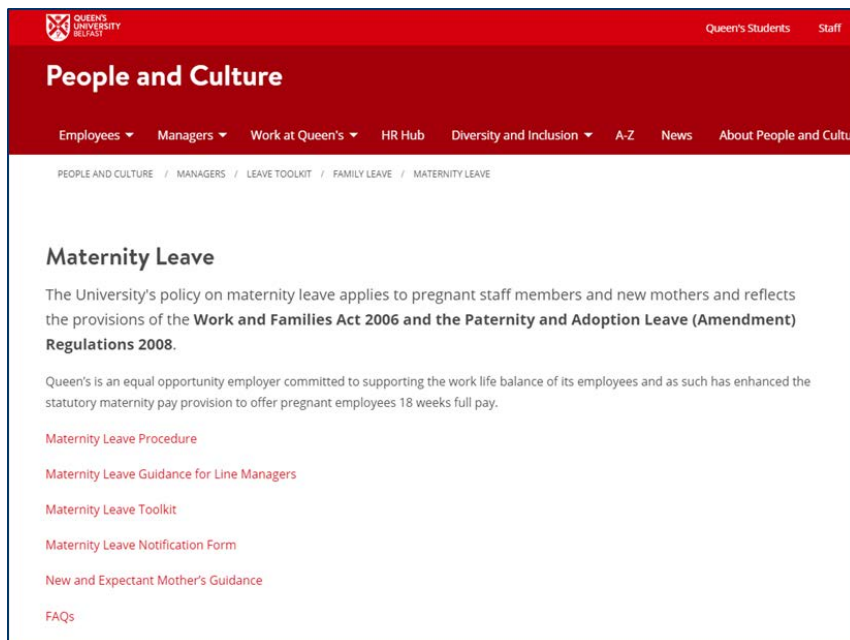 QUEEN'S
UNIVERSITY
BELFAST
Queen's Students Staff
People and Culture
Employees Managers Work at Queen's HR Hub Diversity and Inclusion A-Z News About People and Cultu
PEOPLE AND CULTURE / MANAGERS / LEAVE TOOLKIT / FAMILY LEAVE / MATERNITY LEAVE
Maternity Leave
The University's policy on maternity leave applies to pregnant staff members and new mothers and reflects
the provisions of the Work and Families Act 2006 and the Paternity and Adoption Leave (Amendment)
Regulations 2008.
Queen's is an equal opportunity employer committed to supporting the work life balance of its employees and as such has enhanced the
statutory maternity pay provision to offer pregnant employees 18 weeks full pay.
Maternity Leave Procedure
Maternity Leave Guidance for Line Managers
Maternity Leave Toolkit
Maternity Leave Notification Form
New and Expectant Mother's Guidance
FAQs